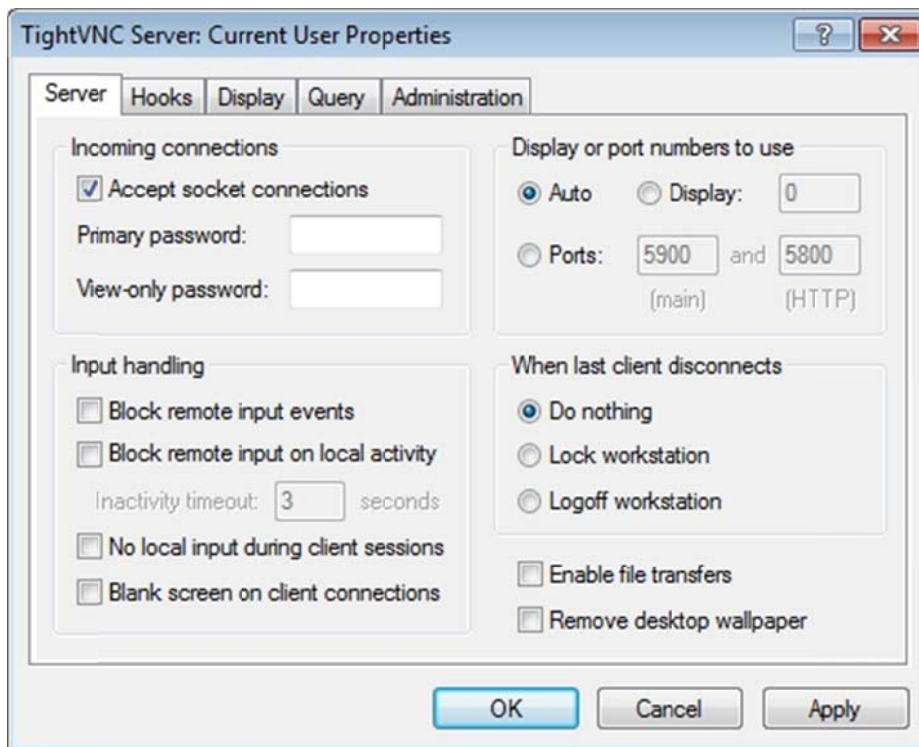 TightVNC Server: Current User Properties
Server Hooks Display Query Administration
Incoming connections
Accept socket connections
Primary password:
View-only password:
Display or port numbers to use
Auto Display: 0
Ports: 5900 and 5800
(main) (HTTP)
Input handling
Block remote input events
Block remote input on local activity
Inactivity timeout: 3 seconds
No local input during client sessions
Blank screen on client connections
When last client disconnects
Do nothing
Lock workstation
Logoff workstation
Enable file transfers
Remove desktop wallpaper
OK Cancel Apply